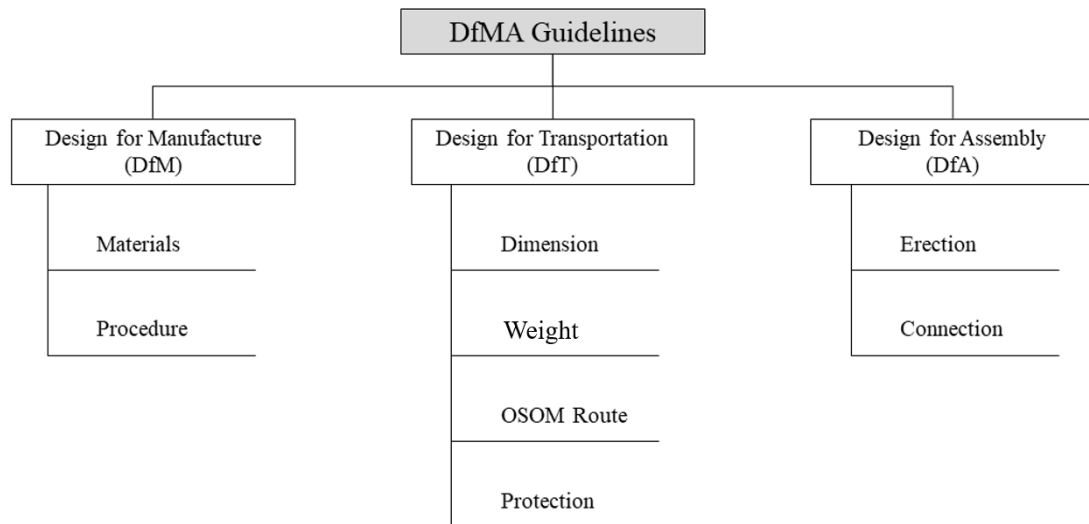 DfMA Guidelines
Design for Manufacture
(DfM)
Materials
Procedure
Design for Transportation
(DfT)
Dimension
Weight
OSOM Route
Protection
Design for Assembly
(DfA)
Erection
Connection